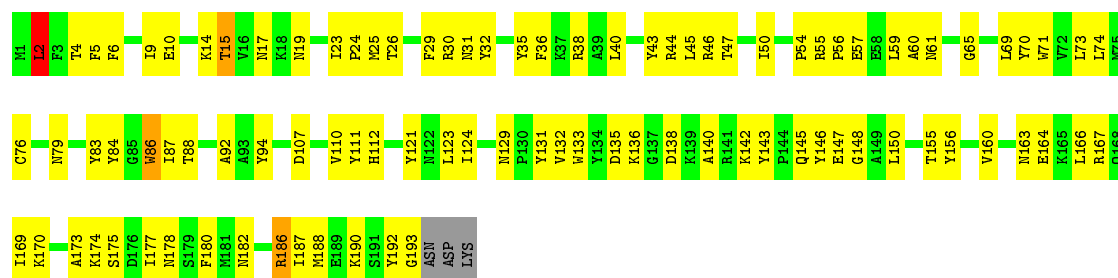 M1 L2 F3 T4 F5 F6 I9 E10 K14 T15 V16 N17 K18 N19 I23 P24 M25 T26 F29 R30 N31 Y32 Y35 F36 K37 R38 A39 L40 Y43 R44 L45 R46 T47 I50 P54 R55 P56 E57 E58 L59 A60 N61 G65 L69 Y70 W71 V72 L73 L74 M75
C76 N79 Y83 Y84 G85 W86 I87 T88 A92 A93 Y94 D107 V110 Y111 H112 Y121 N122 L123 I124 N129 P130 Y131 V132 W133 Y134 D135 K136 G137 D138 K139 A140 R141 K142 Y143 P144 Q145 Y146 E147 G148 A149 L150 T155 Y156 V160 N163 E164 K165 L166 R167
I169 K170 A173 K174 S175 D176 I177 N178 S179 F180 M181 N182 R186 I187 M188 E189 K190 S191 Y192 G193 ASN ASP LYS